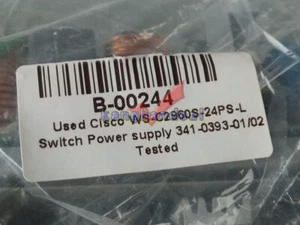 B-00244
Used Cisco WS-C2960S-24PS-L
Switch Power supply 341-0393-01/02
Tested